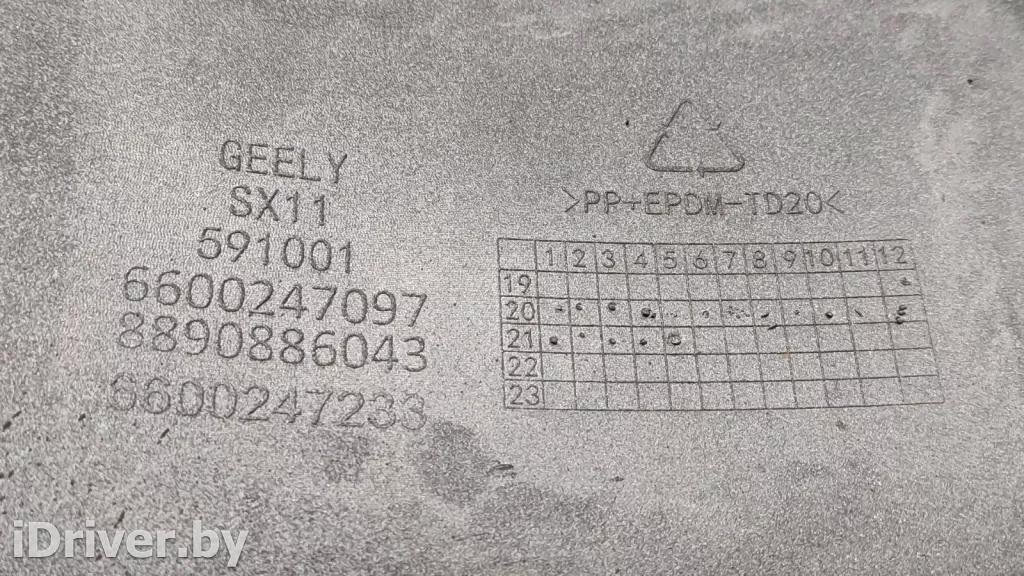 GEELY
SX11
591001
6600247097
8890886043
6600247233
>PP+EPDM-TD20<
1 2 3 4 5 6 7 8 9 10 11 12
19
20
21
22
23
iDriver.by